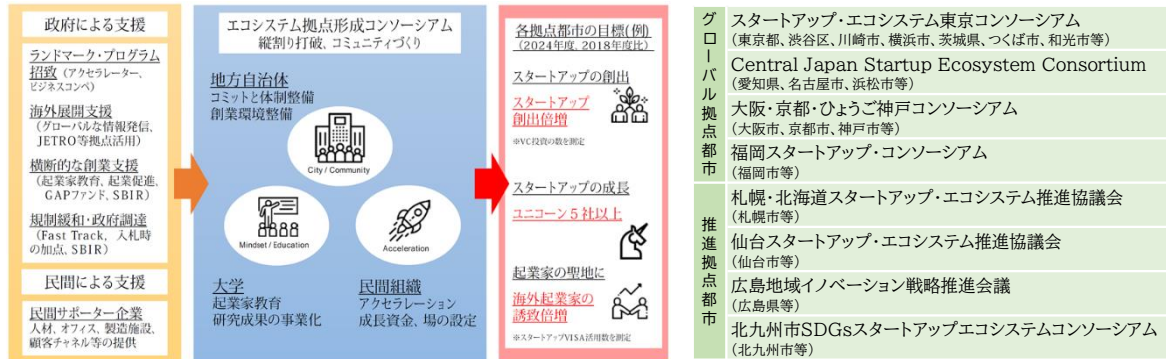 政府による支援
ランドマーク・プログラム
招致（アクセラレーター、
ビジネスコンペ）
海外展開支援
（グローバルな情報発信、
JETRO等拠点活用）
横断的な創業支援
（起業家教育、起業促進、
GAPファンド、SBIR）
規制緩和・政府調達
（Fast Track, 入札時
の加点、SBIR）
民間による支援
民間サポーター企業
人材、オフィス、製造施設、
顧客チャネル等の提供
エコシステム拠点形成コンソーシアム
縦割り打破、コミュニティづくり
地方自治体
コミットと体制整備
創業環境整備
City / Community
Mindset / Education
Acceleration
大学
起業家教育
研究成果の事業化
民間組織
アクセラレーション
成長資金、場の設定
各拠点都市の目標(例)
(2024年度、2018年度比)
スタートアップの創出
スタートアップ
創出倍増
※VC投資の数を測定
スタートアップの成長
ユニコーン５社以上
起業家の聖地に
海外起業家の
誘致倍増
※スタートアップVISA活用数を測定
グローバル拠点都市
スタートアップ・エコシステム東京コンソーシアム
（東京都、渋谷区、川崎市、横浜市、茨城県、つくば市、和光市等）
Central Japan Startup Ecosystem Consortium
（愛知県、名古屋市、浜松市等）
大阪・京都・ひょうご神戸コンソーシアム
（大阪市、京都市、神戸市等）
福岡スタートアップ・コンソーシアム
（福岡市等）
推進拠点都市
札幌・北海道スタートアップ・エコシステム推進協議会
（札幌市等）
仙台スタートアップ・エコシステム推進協議会
（仙台市等）
広島地域イノベーション戦略推進会議
（広島県等）
北九州市SDGsスタートアップエコシステムコンソーシアム
（北九州市等）